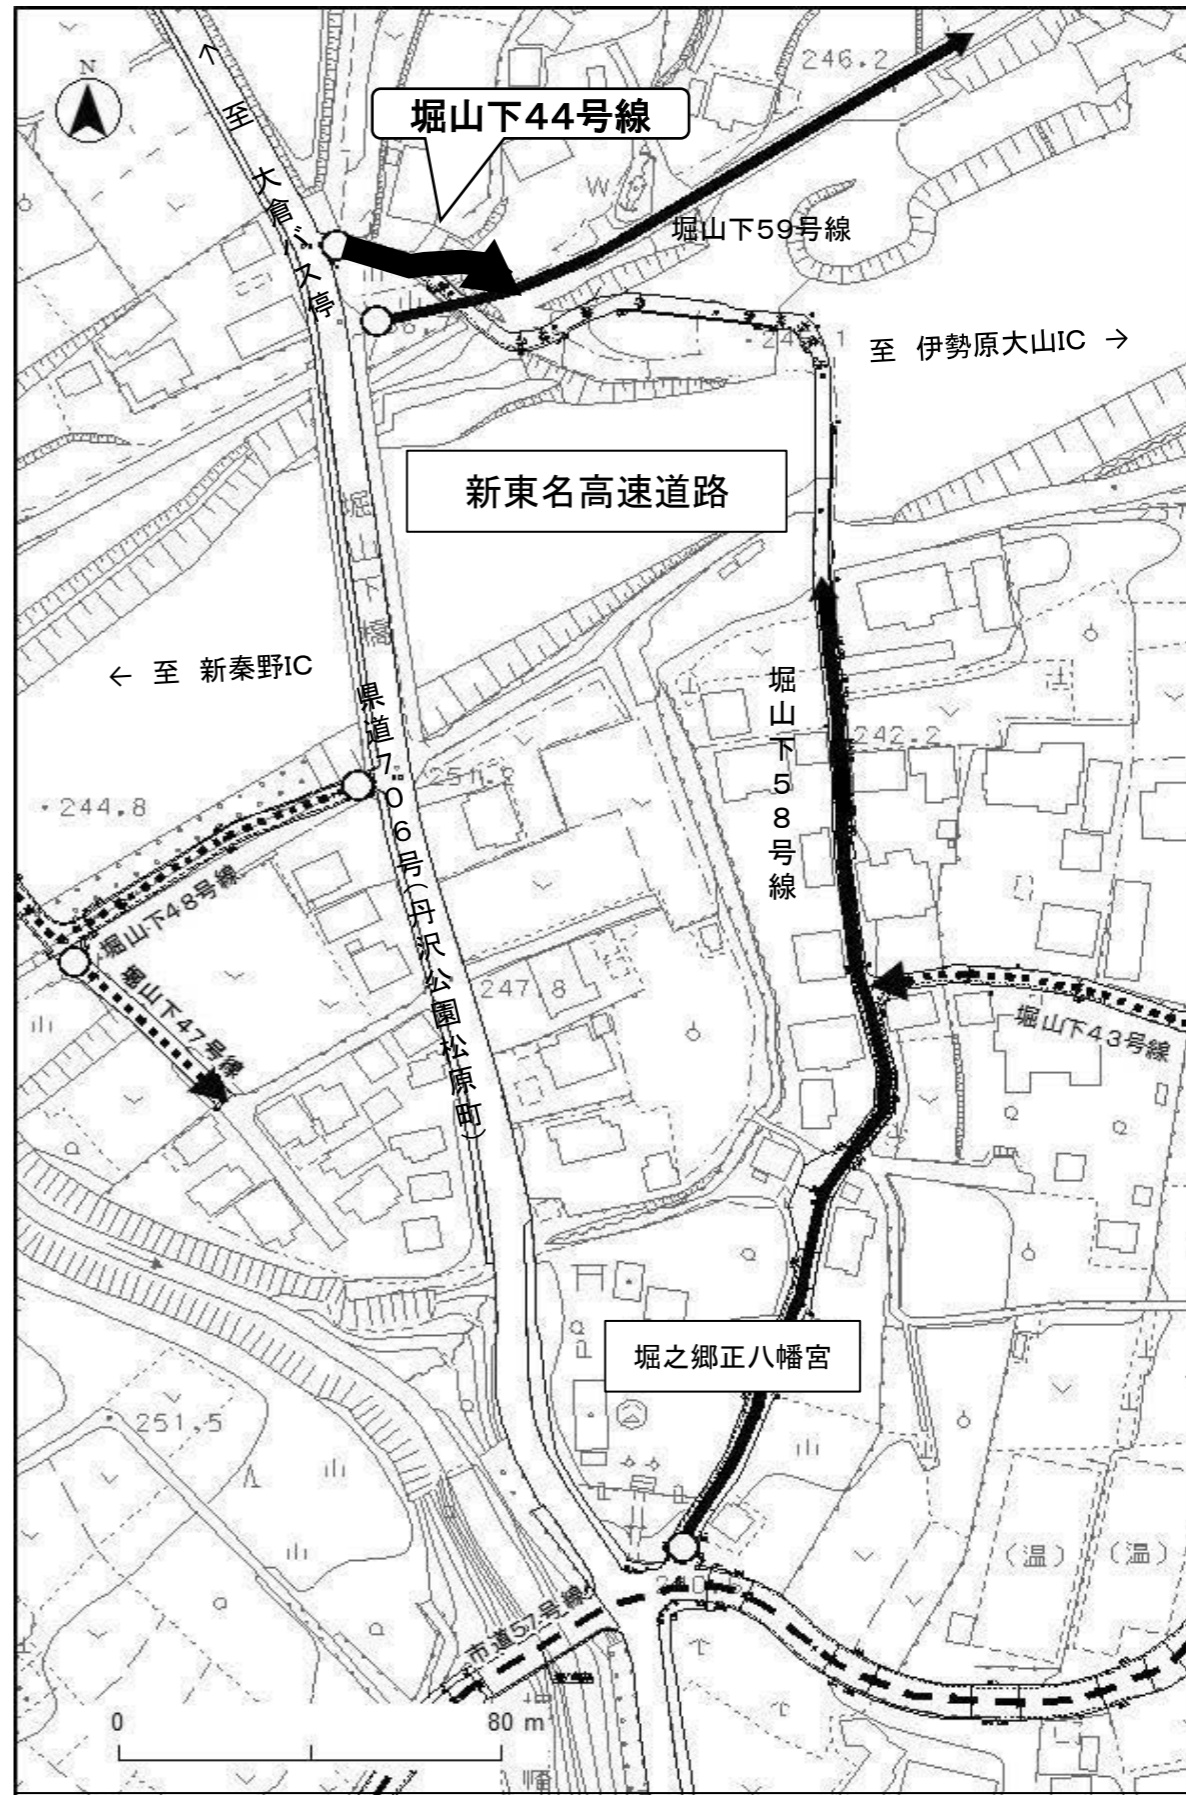 N
246.2
↑ 至 大倉バス停
堀山下44号線
W
堀山下59号線
至 伊勢原大山IC →
新東名高速道路
堀山下橋
← 至 新秦野IC
県道706号(丹沢公園松原町)
堀山下58号線
242.2
244.8
堀山下48号線
堀山下47号線
247.8
堀山下43号線
堀之郷正八幡宮
251.5
(温)
(温)
市道57号線
0
80 m